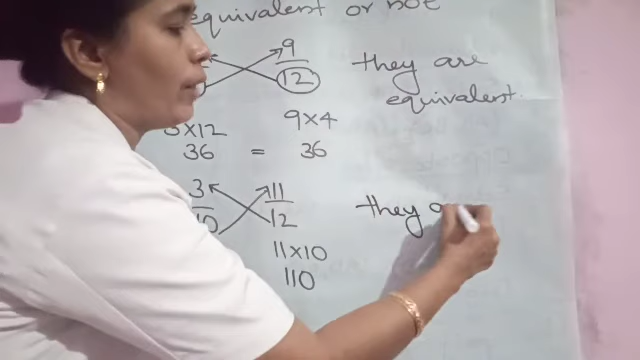 equivalent or not
9
12
they are
equivalent.
3×12
9×4
36 = 36
3 11
10 12
they a
11×10
110